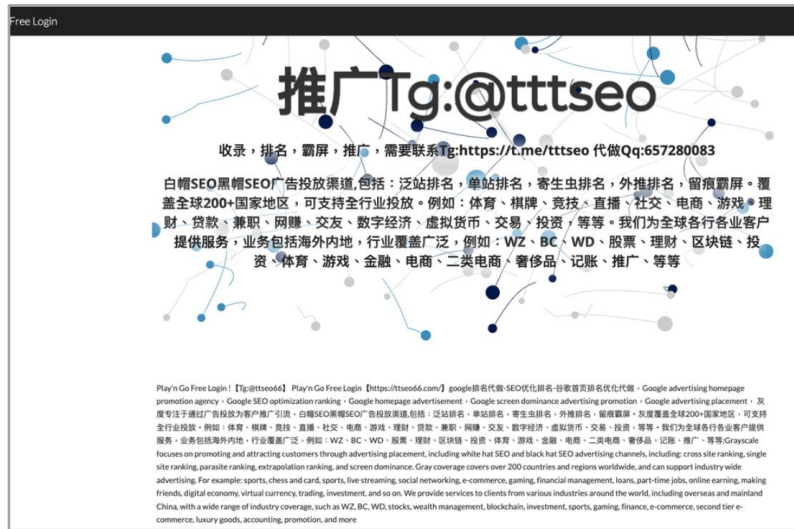 Free Login
推广Tg:@tttseo
收录，排名，霸屏，推广，需要联系Tg:https://t.me/tttseo 代做Qq:657280083
白帽SEO黑帽SEO广告投放渠道,包括：泛站排名，单站排名，寄生虫排名，外推排名，留痕霸屏。覆
盖全球200+国家地区，可支持全行业投放。例如：体育、棋牌、竞技、直播、社交、电商、游戏、理
财、贷款、兼职、网赚、交友、数字经济、虚拟货币、交易、投资，等等。我们为全球各行各业客户
提供服务，业务包括海外内地，行业覆盖广泛，例如：WZ、BC、WD、股票、理财、区块链、投
资、体育、游戏、金融、电商、二类电商、奢侈品、记账、推广、等等
Play'n Go Free Login !【Tg:@ttseo66】 Play'n Go Free Login【https://ttseo66.com/】google排名代做-SEO优化排名-谷歌首页排名优化代做，Google advertising homepage
promotion agency，Google SEO optimization ranking，Google homepage advertisement，Google screen dominance advertising promotion，Google advertising placement， 灰
度专注于通过广告投放为客户推广引流，白帽SEO黑帽SEO广告投放渠道,包括：泛站排名，单站排名，寄生虫排名，外推排名，留痕霸屏。灰度覆盖全球200+国家地区，可支持
全行业投放。例如：体育、棋牌、竞技、直播、社交、电商、游戏、理财、贷款、兼职、网赚、交友、数字经济、虚拟货币、交易、投资，等等。我们为全球各行各业客户提供
服务，业务包括海外内地，行业覆盖广泛，例如：WZ、BC、WD、股票、理财、区块链、投资、体育、游戏、金融、电商、二类电商、奢侈品、记账、推广、等等;Grayscale
focuses on promoting and attracting customers through advertising placement, including white hat SEO and black hat SEO advertising channels, including: cross site ranking, single
site ranking, parasite ranking, extrapolation ranking, and screen dominance. Gray coverage covers over 200 countries and regions worldwide, and can support industry wide
advertising. For example: sports, chess and card, sports, live streaming, social networking, e-commerce, gaming, financial management, loans, part-time jobs, online earning, making
friends, digital economy, virtual currency, trading, investment, and so on. We provide services to clients from various industries around the world, including overseas and mainland
China, with a wide range of industry coverage, such as WZ, BC, WD, stocks, wealth management, blockchain, investment, sports, gaming, finance, e-commerce, second tier e-
commerce, luxury goods, accounting, promotion, and more